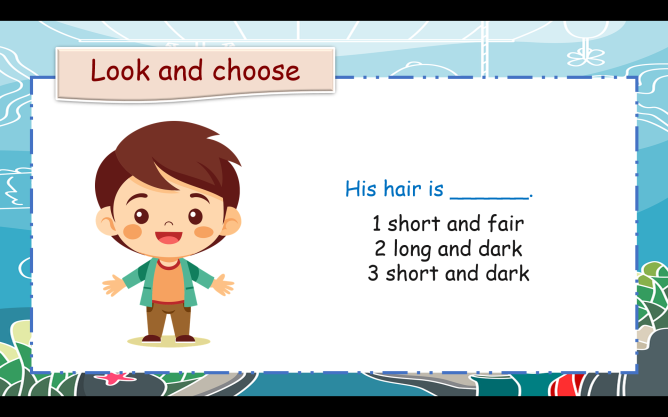 Look and choose
His hair is ______.
1 short and fair
2 long and dark
3 short and dark